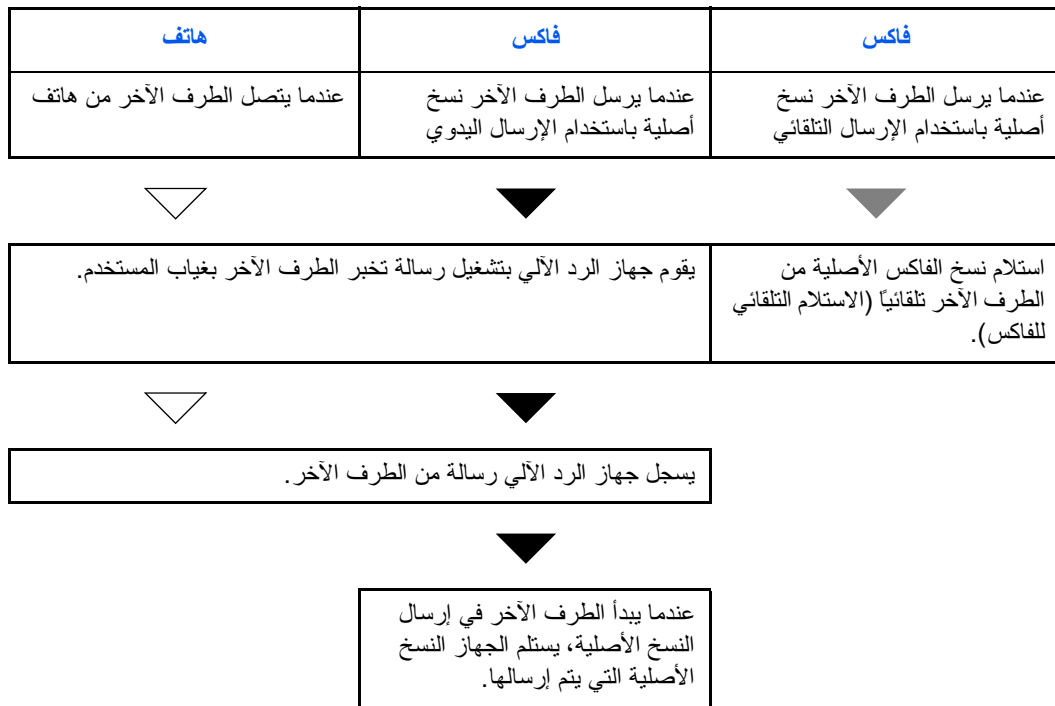 فاكس
فاكس
هاتف
عندما يرسل الطرف الآخر نسخ
أصلية باستخدام الإرسال التلقائي
عندما يرسل الطرف الآخر نسخ
أصلية باستخدام الإرسال اليدوي
عندما يتصل الطرف الآخر من هاتف
استلام نسخ الفاكس الأصلية من
الطرف الآخر تلقائيًا (الاستلام التلقائي
للفاكس).
يقوم جهاز الرد الآلي بتشغيل رسالة تخبر الطرف الآخر بغياب المستخدم.
يسجل جهاز الرد الآلي رسالة من الطرف الآخر.
عندما يبدأ الطرف الآخر في إرسال
النسخ الأصلية، يستلم الجهاز النسخ
الأصلية التي يتم إرسالها.